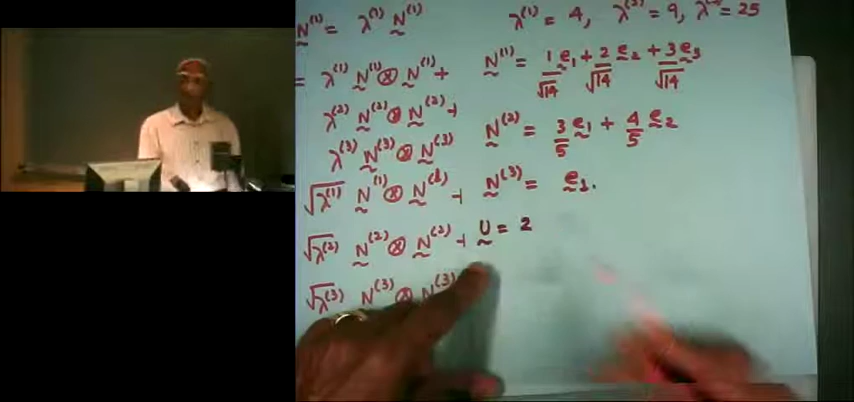 N^(1) = λ^(1) N^(1)
λ^(1) = 4, λ^(2) = 9, λ^(3) = 25
= λ^(1) N^(1) ⊗ N^(1) +
N^(1) = 1/√14 e1 + 2/√14 e2 + 3/√14 e3
λ^(2) N^(2) ⊗ N^(2) +
N^(2) = 3/5 e1 + 4/5 e2
λ^(3) N^(3) ⊗ N^(3)
√λ^(1) N^(1) ⊗ N^(1) +
N^(3) = e1.
√λ^(2) N^(2) ⊗ N^(2) +
U = 2
√λ^(3) N^(3) ⊗ N^(3)